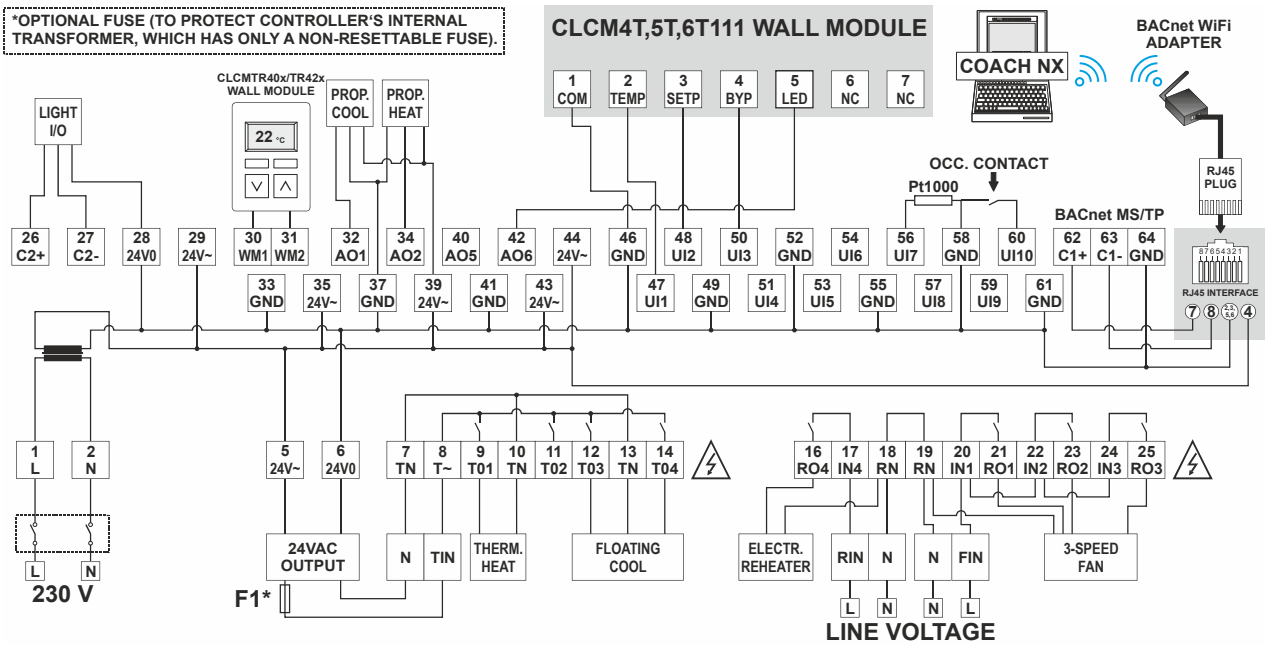 *OPTIONAL FUSE (TO PROTECT CONTROLLER‘S INTERNAL
TRANSFORMER, WHICH HAS ONLY A NON-RESETTABLE FUSE).
CLCM4T,5T,6T111 WALL MODULE
1 COM
2 TEMP
3 SETP
4 BYP
5 LED
6 NC
7 NC
COACH NX
BACnet WiFi
ADAPTER
LIGHT
I/O
CLCMTR40x/TR42x
WALL MODULE
22 °C
PROP.
COOL
PROP.
HEAT
OCC. CONTACT
Pt1000
RJ45
PLUG
BACnet MS/TP
26 C2+
27 C2-
28 24V0
29 24V~
30 WM1
31 WM2
32 AO1
34 AO2
40 AO5
42 AO6
44 24V~
46 GND
48 UI2
50 UI3
52 GND
54 UI6
56 UI7
58 GND
60 UI10
62 C1+
63 C1-
64 GND
87654321
RJ45 INTERFACE
7
8
2,3,
5,6
4
33 GND
35 24V~
37 GND
39 24V~
41 GND
43 24V~
47 UI1
49 GND
51 UI4
53 UI5
55 GND
57 UI8
59 UI9
61 GND
1 L
2 N
5 24V~
6 24V0
7 TN
8 T~
9 T01
10 TN
11 T02
12 T03
13 TN
14 T04
16 RO4
17 IN4
18 RN
19 RN
20 IN1
21 RO1
22 IN2
23 RO2
24 IN3
25 RO3
24VAC
OUTPUT
N
TIN
THERM.
HEAT
FLOATING
COOL
ELECTR.
REHEATER
RIN
N
N
FIN
3-SPEED
FAN
L
N
230 V
F1*
L
N
N
L
LINE VOLTAGE